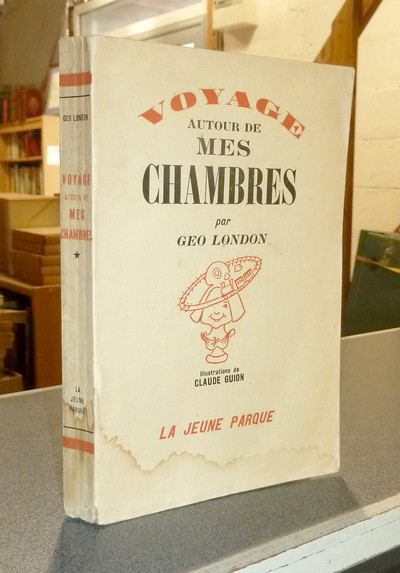 GEO LONDON
VOYAGE
AUTOUR DE
MES
CHAMBRES
★
LA
JEUNE
PARQUE
VOYAGE
AUTOUR DE
MES
CHAMBRES
par
GEO LONDON
Illustrations de
CLAUDE GUION
LA JEUNE PARQUE